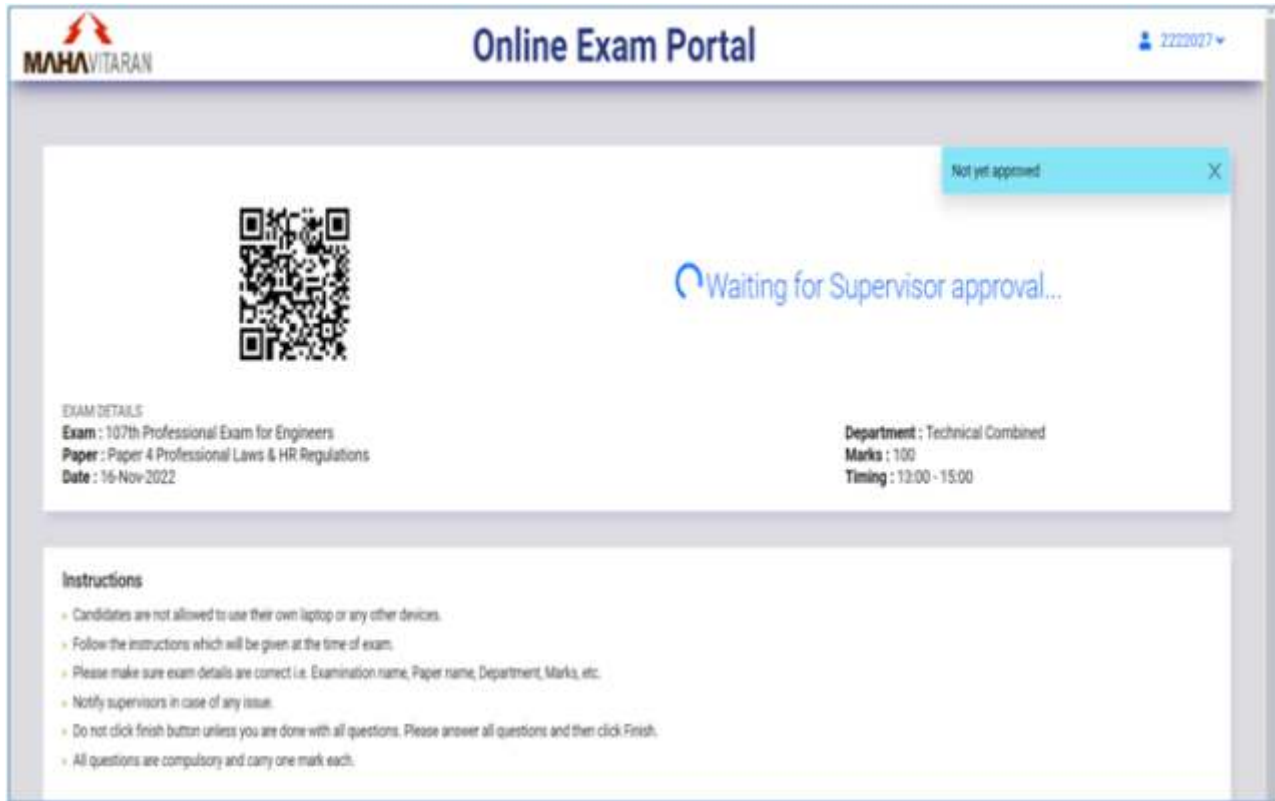 MAHAVITARAN
Online Exam Portal
2222027
Not yet approved X
Waiting for Supervisor approval...
EXAM DETAILS
Exam : 107th Professional Exam for Engineers
Paper : Paper 4 Professional Laws & HR Regulations
Date : 16-Nov-2022
Department : Technical Combined
Marks : 100
Timing : 13:00 - 15:00
Instructions
Candidates are not allowed to use their own laptop or any other devices.
Follow the instructions which will be given at the time of exam.
Please make sure exam details are correct i.e. Examination name, Paper name, Department, Marks, etc.
Notify supervisors in case of any issue.
Do not click finish button unless you are done with all questions. Please answer all questions and then click Finish.
All questions are compulsory and carry one mark each.